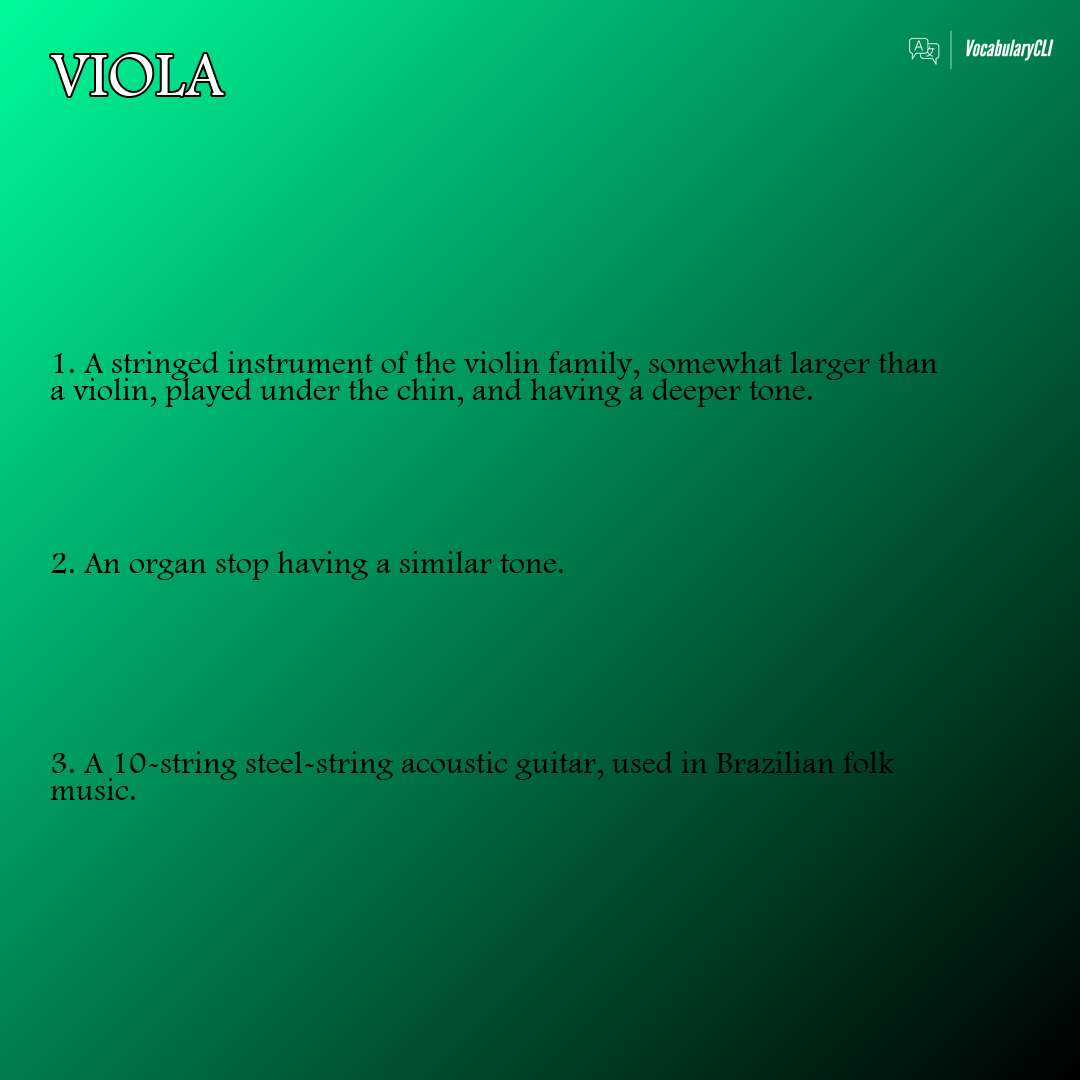 VIOLA
VocabularyCLI
1. A stringed instrument of the violin family, somewhat larger than
a violin, played under the chin, and having a deeper tone.
2. An organ stop having a similar tone.
3. A 10-string steel-string acoustic guitar, used in Brazilian folk
music.